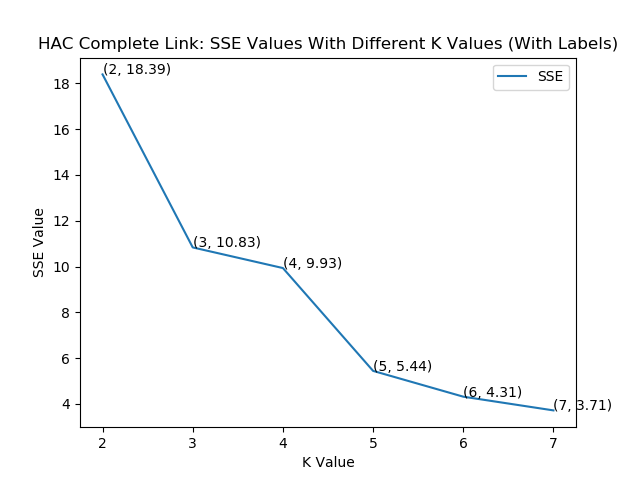 HAC Complete Link: SSE Values With Different K Values (With Labels)
SSE
(2, 18.39)
(3, 10.83)
(4, 9.93)
(5, 5.44)
(6, 4.31)
(7, 3.71)
SSE Value
18
16
14
12
10
8
6
4
2 3 4 5 6 7
K Value